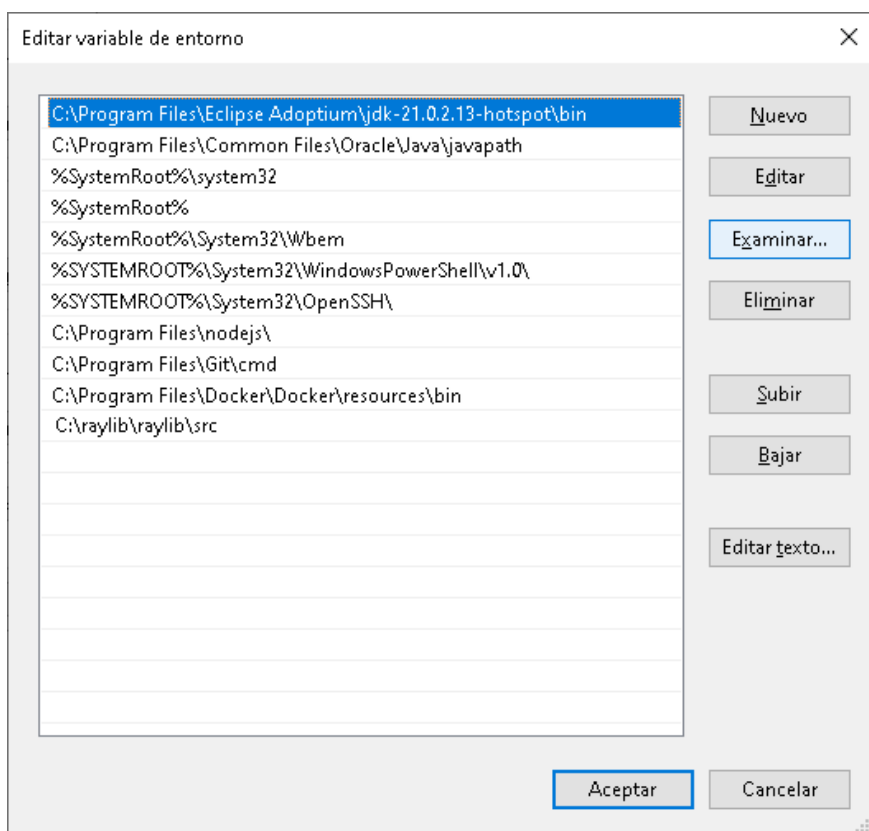 Editar variable de entorno
C:\Program Files\Eclipse Adoptium\jdk-21.0.2.13-hotspot\bin
C:\Program Files\Common Files\Oracle\Java\javapath
%SystemRoot%\system32
%SystemRoot%
%SystemRoot%\System32\Wbem
%SYSTEMROOT%\System32\WindowsPowerShell\v1.0\
%SYSTEMROOT%\System32\OpenSSH\
C:\Program Files\nodejs\
C:\Program Files\Git\cmd
C:\Program Files\Docker\Docker\resources\bin
C:\raylib\raylib\src
Nuevo
Editar
Examinar...
Eliminar
Subir
Bajar
Editar texto...
Aceptar
Cancelar